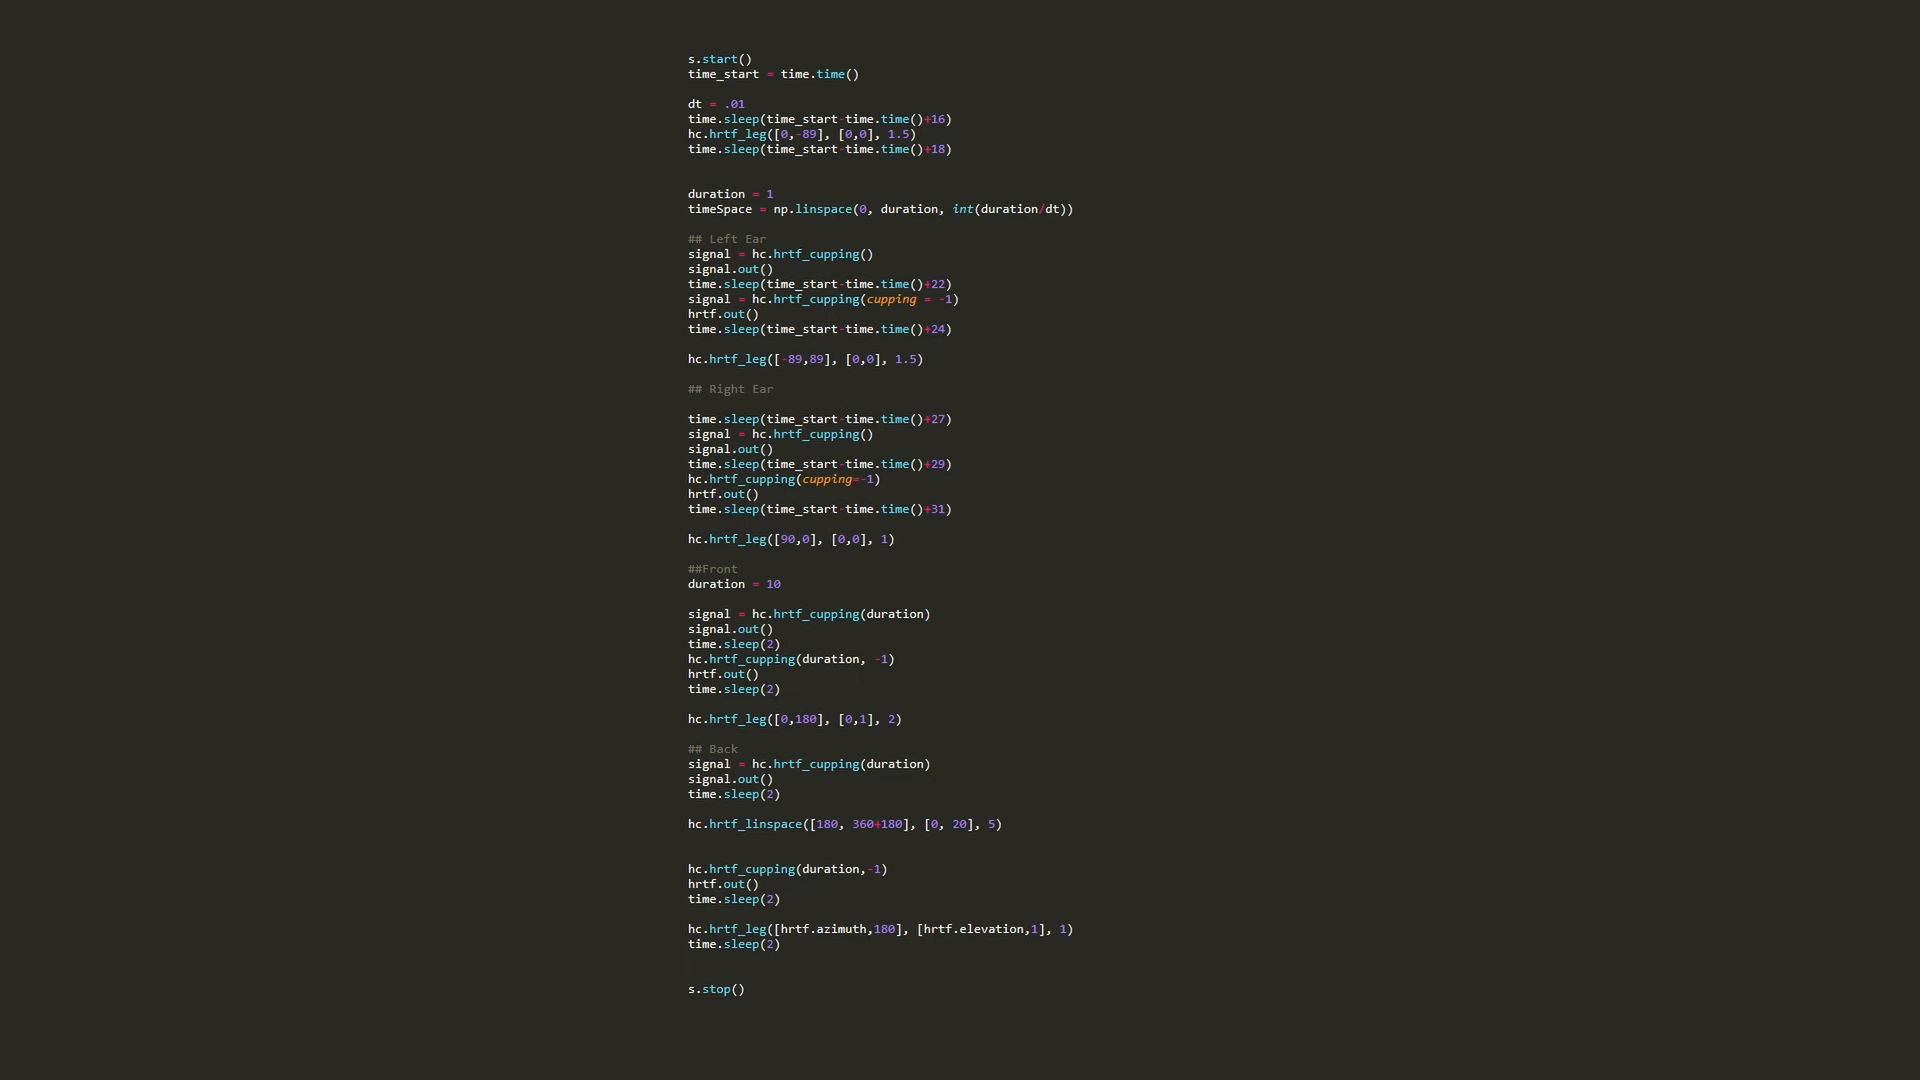 s.start()
time_start = time.time()
dt = .01
time.sleep(time_start-time.time()+16)
hc.hrtf_leg([0,-89], [0,0], 1.5)
time.sleep(time_start-time.time()+18)
duration = 1
timeSpace = np.linspace(0, duration, int(duration/dt))
## Left Ear
signal = hc.hrtf_cupping()
signal.out()
time.sleep(time_start-time.time()+22)
signal = hc.hrtf_cupping(cupping = -1)
hrtf.out()
time.sleep(time_start-time.time()+24)
hc.hrtf_leg([-89,89], [0,0], 1.5)
## Right Ear
time.sleep(time_start-time.time()+27)
signal = hc.hrtf_cupping()
signal.out()
time.sleep(time_start-time.time()+29)
hc.hrtf_cupping(cupping=-1)
hrtf.out()
time.sleep(time_start-time.time()+31)
hc.hrtf_leg([90,0], [0,0], 1)
##Front
duration = 10
signal = hc.hrtf_cupping(duration)
signal.out()
time.sleep(2)
hc.hrtf_cupping(duration, -1)
hrtf.out()
time.sleep(2)
hc.hrtf_leg([0,180], [0,1], 2)
## Back
signal = hc.hrtf_cupping(duration)
signal.out()
time.sleep(2)
hc.hrtf_linspace([180, 360+180], [0, 20], 5)
hc.hrtf_cupping(duration,-1)
hrtf.out()
time.sleep(2)
hc.hrtf_leg([hrtf.azimuth,180], [hrtf.elevation,1], 1)
time.sleep(2)
s.stop()